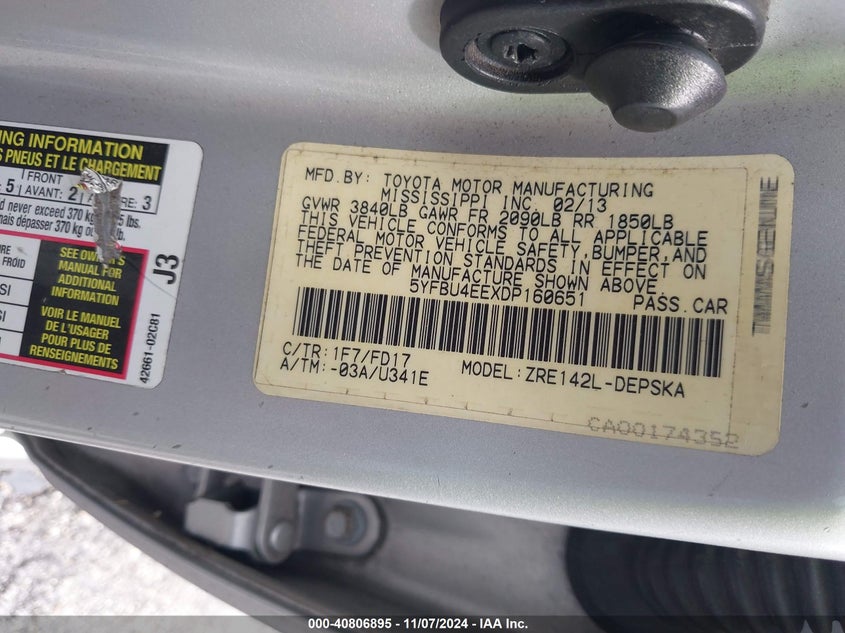 NG INFORMATION
PNEUS ET LE CHARGEMENT
5 FRONT AVANT: 2 : 3
never exceed 370 kg lbs.
mais dépasser 370 kg
FROID
SEE OWNER'S
MANUAL FOR
ADDITIONAL
INFORMATION
VOIR LE MANUEL
DE L'USAGER
POUR PLUS DE
RENSEIGNEMENTS
J3
42661-02C81
MFD.BY: TOYOTA MOTOR MANUFACTURING
MISSISSIPPI INC. 02/13
GVWR 3840LB GAWR FR 2090LB RR 1850LB
THIS VEHICLE CONFORMS TO ALL APPLICABLE
FEDERAL MOTOR VEHICLE SAFETY,BUMPER,AND
THEFT PREVENTION STANDARDS IN EFFECT ON
THE DATE OF MANUFACTURE SHOWN ABOVE.
5YFBU4EEXDP160651 PASS.CAR
C/TR:1F7/FD17
A/TM:-03A/U341E MODEL:ZRE142L-DEPSKA
CA00174352
000-40806895 - 11/07/2024 - IAA Inc.